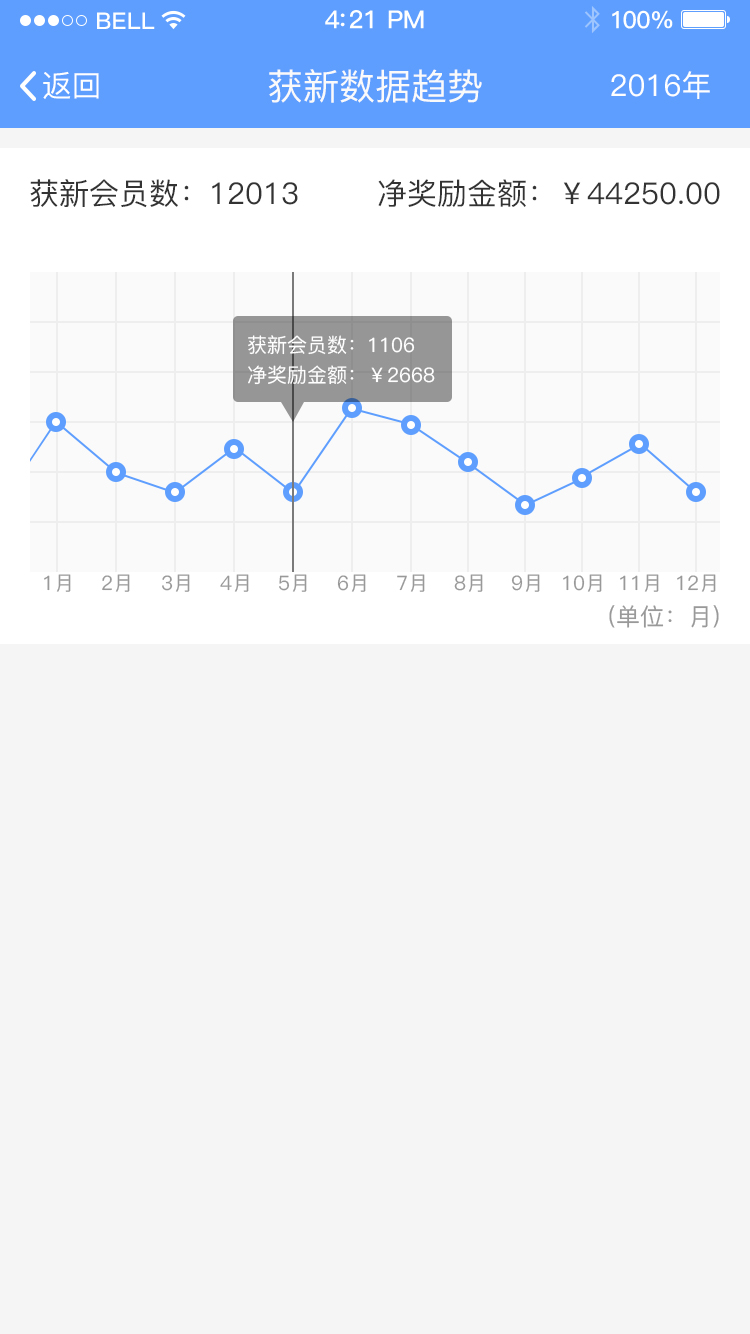 BELL 4:21 PM 100%
返回 获新数据趋势 2016年
获新会员数：12013 净奖励金额：￥44250.00
获新会员数：1106
净奖励金额：￥2668
1月 2月 3月 4月 5月 6月 7月 8月 9月 10月 11月 12月
(单位：月)